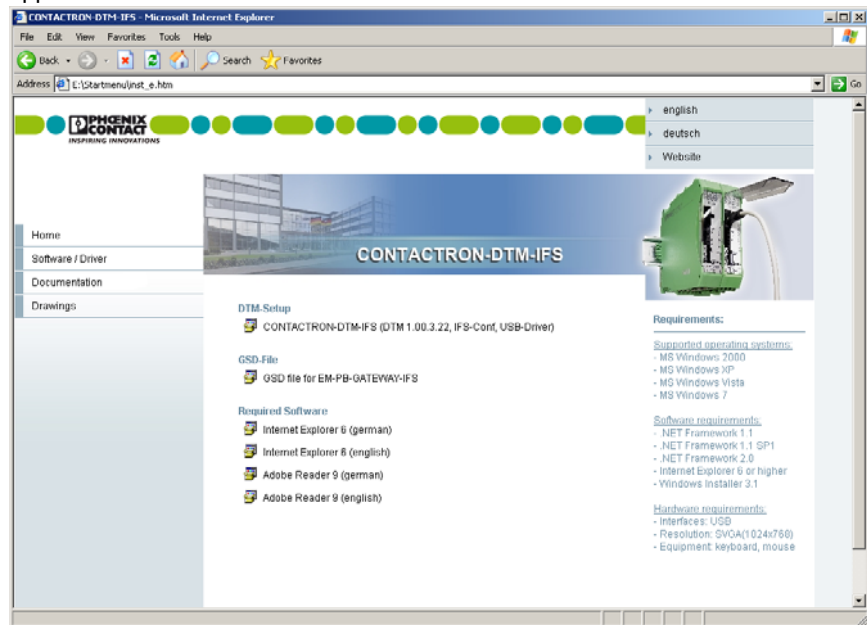 CONTACTRON-DTM-IFS - Microsoft Internet Explorer
File Edit View Favorites Tools Help
Back Search Favorites
Address E:\Startmenu\inst_e.htm Go
PHŒNIX
CONTACT
INSPIRING INNOVATIONS
english
deutsch
Website
Home
Software / Driver
Documentation
Drawings
CONTACTRON-DTM-IFS
DTM-Setup
CONTACTRON-DTM-IFS (DTM 1.00.3.22, IFS-Conf, USB-Driver)
GSD-File
GSD file for EM-PB-GATEWAY-IFS
Required Software
Internet Explorer 6 (german)
Internet Explorer 6 (english)
Adobe Reader 9 (german)
Adobe Reader 9 (english)
Requirements:
Supported operating systems:
- MS Windows 2000
- MS Windows XP
- MS Windows Vista
- MS Windows 7
Software requirements:
- .NET Framework 1.1
- .NET Framework 1.1 SP1
- .NET Framework 2.0
- Internet Explorer 6 or higher
- Windows Installer 3.1
Hardware requirements:
- Interfaces: USB
- Resolution: SVGA(1024x768)
- Equipment: keyboard, mouse